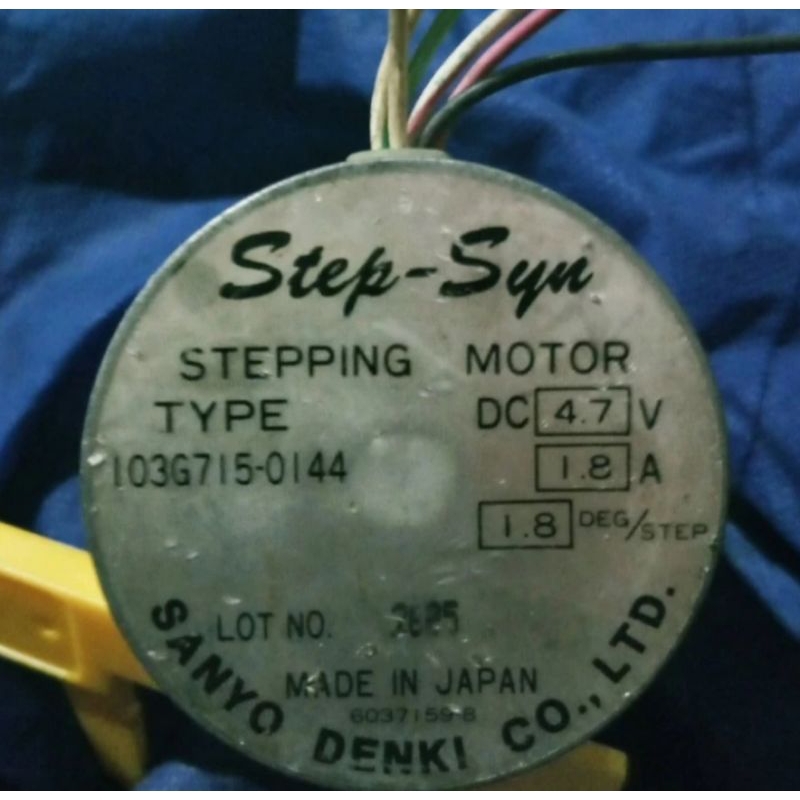 Step-Syn
STEPPING MOTOR
TYPE DC 4.7 V
103G715-0144 1.8 A
1.8 DEG/STEP
LOT NO.
MADE IN JAPAN
6037159-8
SANYO DENKI CO., LTD.